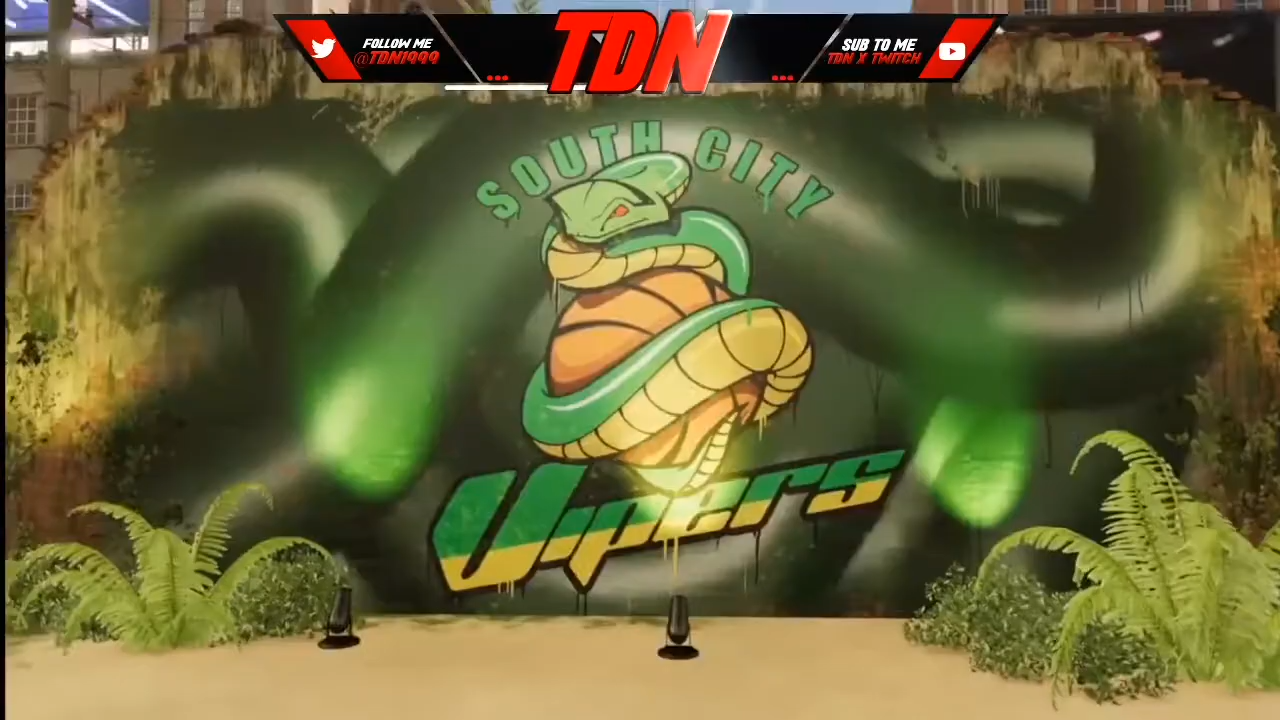 FOLLOW ME
@TDN1999
TDN
SUB TO ME
TDN X TWITCH
SOUTH CITY
Vipers